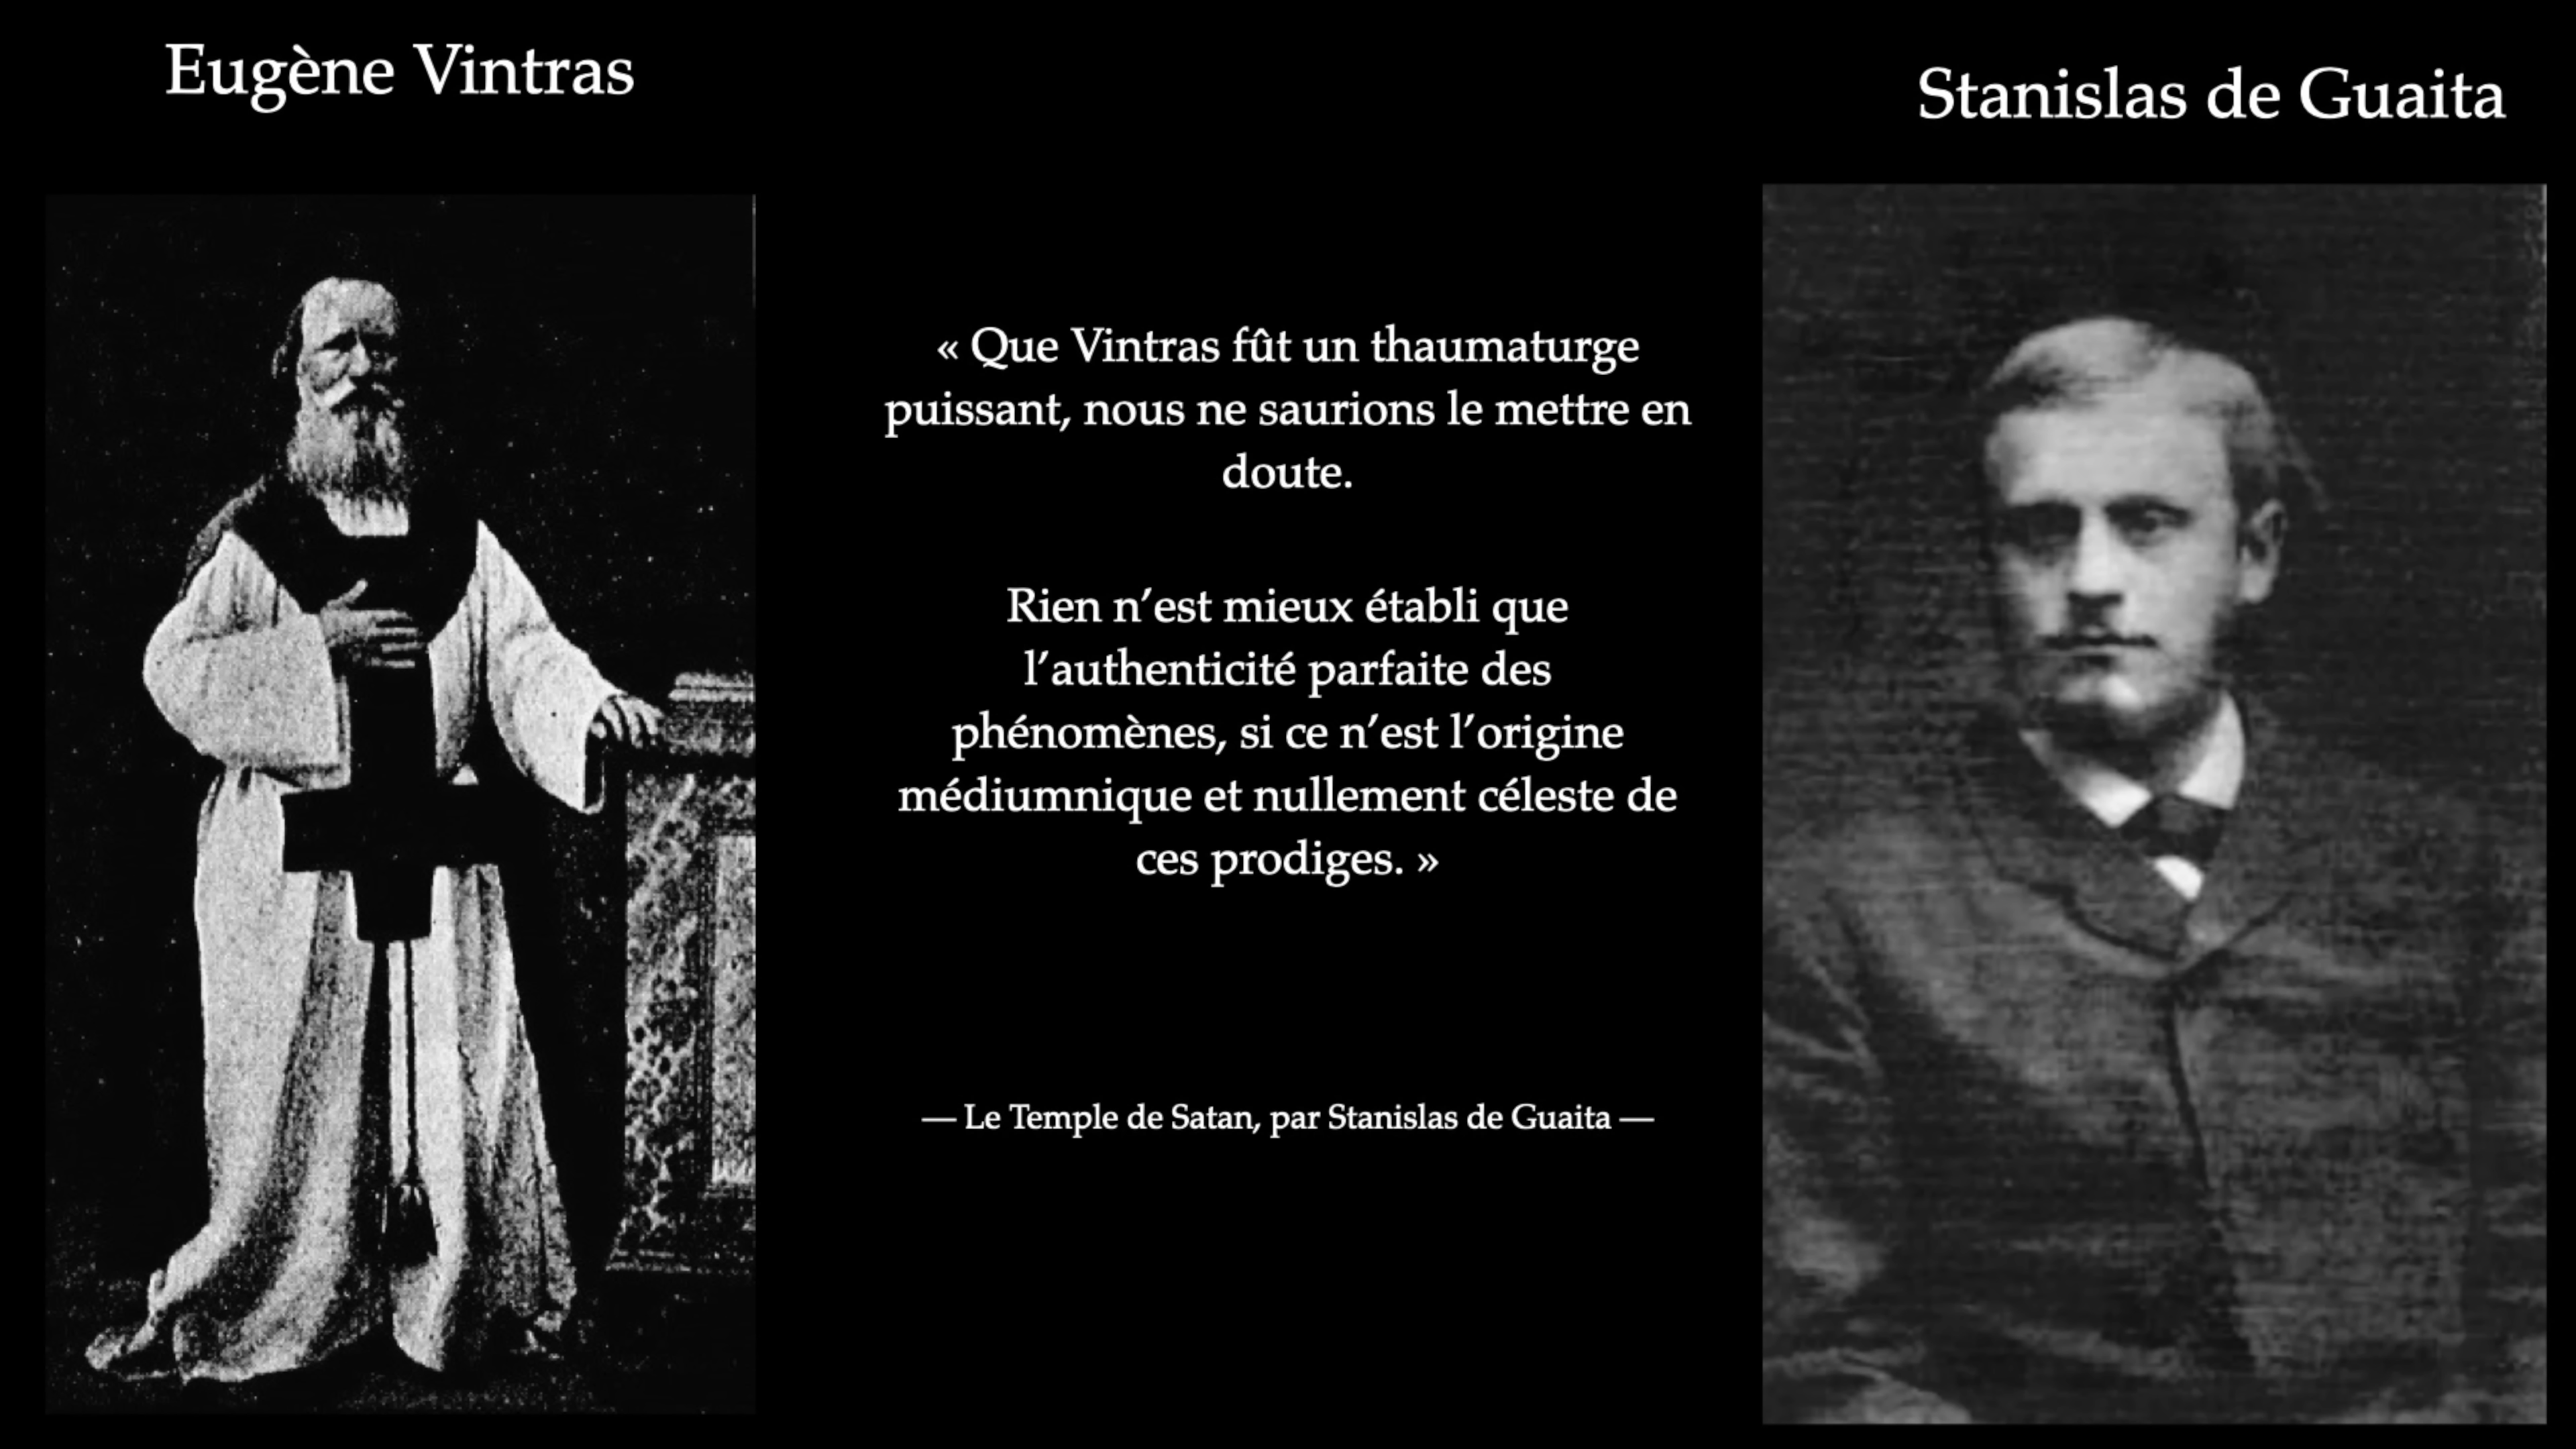 Eugène Vintras
Stanislas de Guaita
« Que Vintras fût un thaumaturge
puissant, nous ne saurions le mettre en
doute.
Rien n’est mieux établi que
l’authenticité parfaite des
phénomènes, si ce n’est l’origine
médiumnique et nullement céleste de
ces prodiges. »
— Le Temple de Satan, par Stanislas de Guaita —